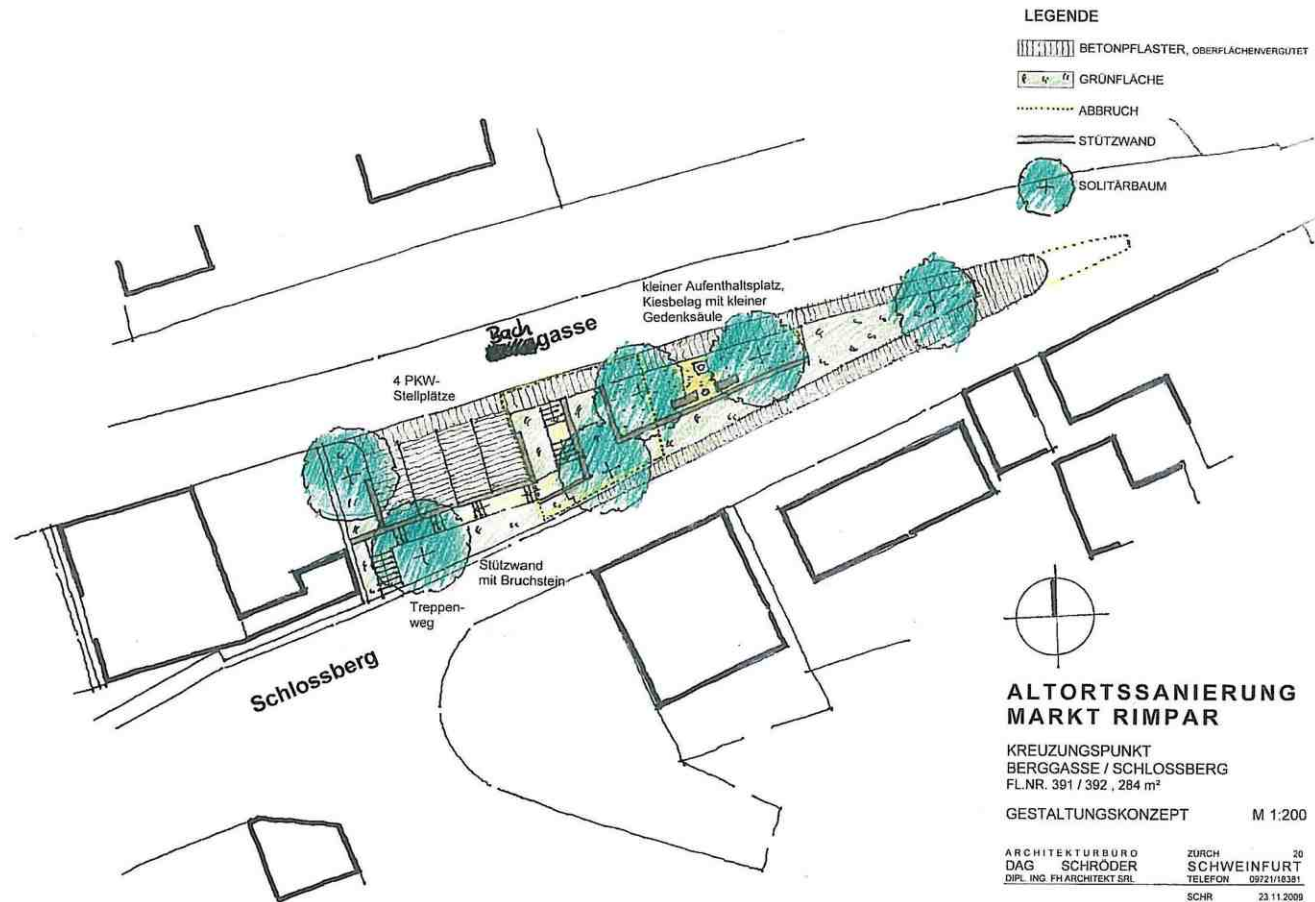 LEGENDE
BETONPFLASTER, OBERFLÄCHENVERGÜTET
GRÜNFLÄCHE
ABBRUCH
STÜTZWAND
SOLITÄRBAUM
kleiner Aufenthaltsplatz,
Kiesbelag mit kleiner
Gedenksäule
Bach gasse
4 PKW-
Stellplätze
Stützwand
mit Bruchstein
Treppen-
weg
Schlossberg
ALTORTSSANIERUNG
MARKT RIMPAR
KREUZUNGSPUNKT
BERGGASSE / SCHLOSSBERG
FL.NR. 391 / 392 , 284 m²
GESTALTUNGSKONZEPT M 1:200
ARCHITEKTURBÜRO ZÜRCH 20
DAG SCHRÖDER SCHWEINFURT
DIPL. ING. FH ARCHITEKT SRL TELEFON 09721/18381
SCHR 23.11.2009